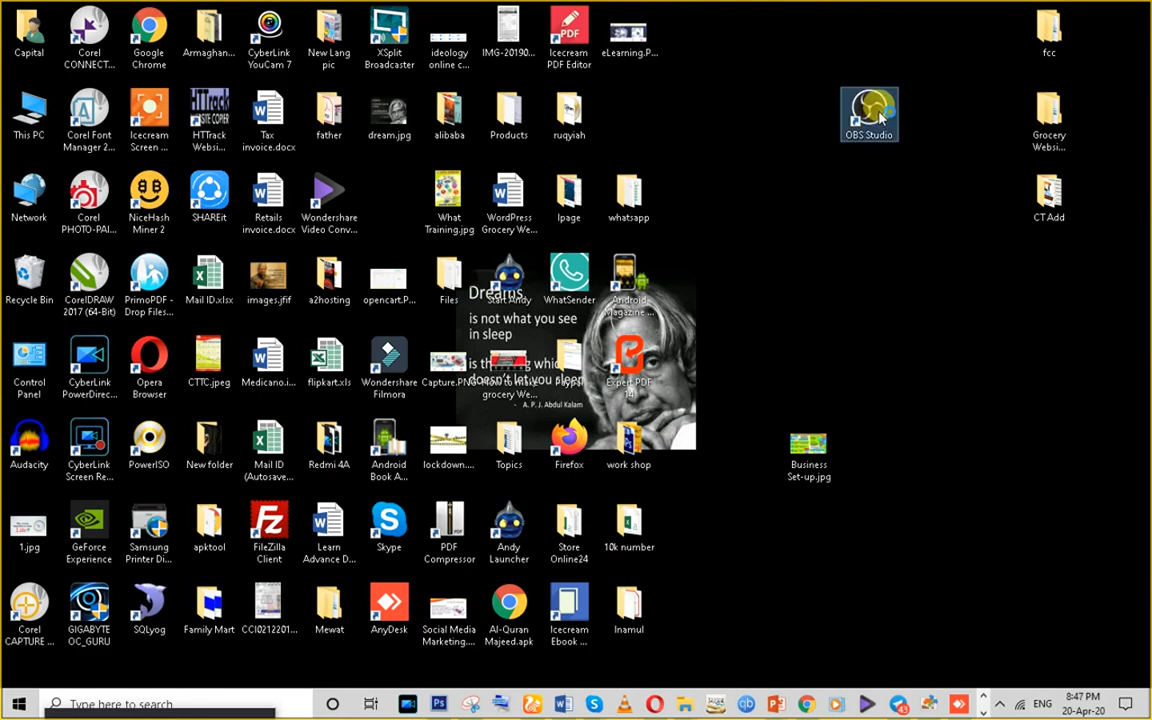 Capital
Corel CONNECT...
Google Chrome
Armaghan...
CyberLink YouCam 7
New Lang pic
XSplit Broadcaster
ideology online c...
IMG-20190...
Icecream PDF Editor
eLearning.P...
fcc
This PC
Corel Font Manager 2...
Icecream Screen ...
HTTrack Websi...
Tax invoice.docx
father
dream.jpg
alibaba
Products
ruqyiah
OBS Studio
Grocery Websi...
Network
Corel PHOTO-PAI...
NiceHash Miner 2
SHAREit
Retails invoice.docx
Wondershare Video Conv...
What Training.jpg
WordPress Grocery We...
Ipage
whatsapp
CT Add
Recycle Bin
CorelDRAW 2017 (64-Bit)
PrimoPDF - Drop Files...
Mail ID.xlsx
images.jfif
a2hosting
opencart.P...
Files
Start Andy
WhatSender
Android Magazine ...
Dreams
is not what you see
in sleep
is the
doesn't let you sleep
- A. P. J. Abdul Kalam
Control Panel
CyberLink PowerDirec...
Opera Browser
CTTC.jpeg
Medicano.i...
flipkart.xls
Wondershare Filmora
Capture.PNG
grocery We...
Expert PDF 14
Audacity
CyberLink Screen Re...
PowerISO
New folder
Mail ID (Autosave...
Redmi 4A
Android Book A...
lockdown....
Topics
Firefox
work shop
Business Set-up.jpg
1.jpg
GeForce Experience
Samsung Printer Di...
apktool
FileZilla Client
Learn Advance D...
Skype
PDF Compressor
Andy Launcher
Store Online24
10k number
Corel CAPTURE ...
GIGABYTE OC_GURU
SQLyog
Family Mart
CCI0212201...
Mewat
AnyDesk
Social Media Marketing....
Al-Quran Majeed.apk
Icecream Ebook ...
Inamul
Type here to search
43
ENG
8:47 PM
20-Apr-20